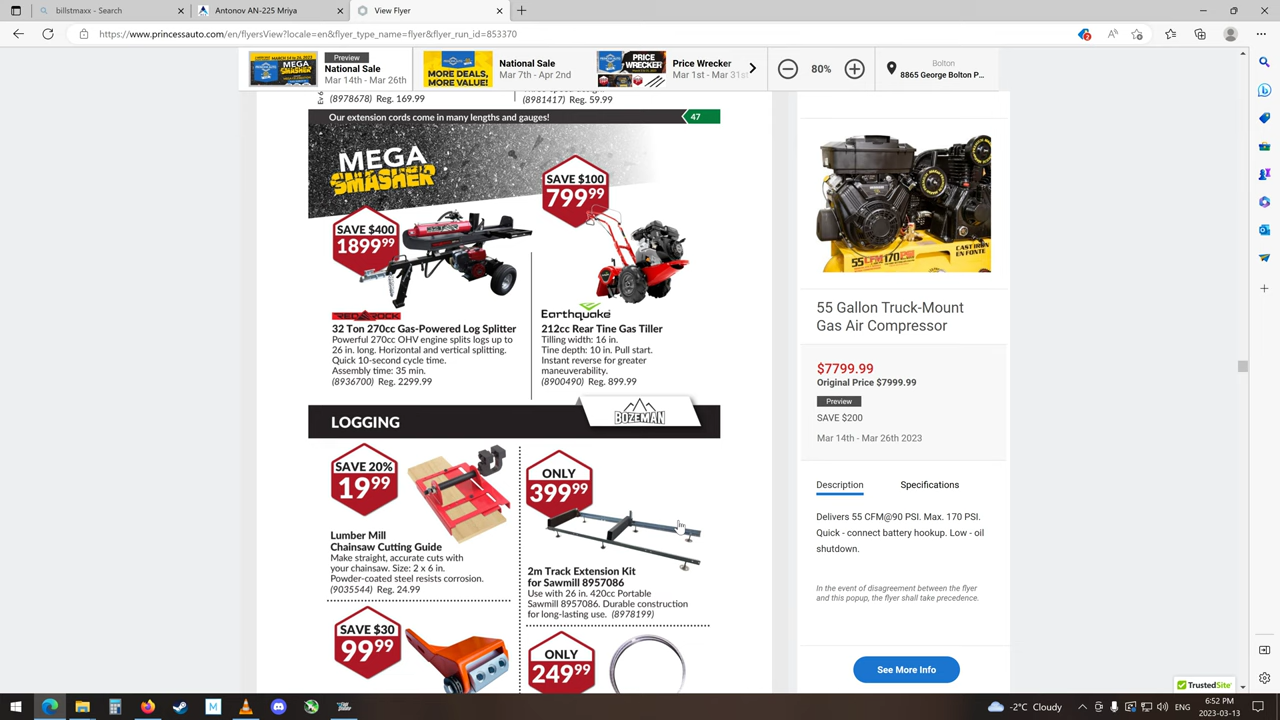 billstmaxx - Search
Antonov AN-225 Mriya
View Flyer
https://www.princessauto.com/en/flyersView?locale=en&flyer_type_name=flyer&flyer_run_id=853370
Preview
National Sale
Mar 14th - Mar 26th
MEGA
SMASHER
MORE DEALS,
MORE VALUE!
National Sale
Mar 7th - Apr 2nd
PRICE
WRECKER
Price Wrecker
Mar 1st - Mar 31st
80%
Bolton
8865 George Bolton P...
(8978678) Reg. 169.99
(8981417) Reg. 59.99
Our extension cords come in many lengths and gauges!
47
MEGA
SMASHER
SAVE $100
799.99
SAVE $400
1899.99
REDROCK
Earthquake
32 Ton 270cc Gas-Powered Log Splitter
Powerful 270cc OHV engine splits logs up to
26 in. long. Horizontal and vertical splitting.
Quick 10-second cycle time.
Assembly time: 35 min.
(8936700) Reg. 2299.99
212cc Rear Tine Gas Tiller
Tilling width: 16 in.
Tine depth: 10 in. Pull start.
Instant reverse for greater
maneuverability.
(8900490) Reg. 899.99
LOGGING
BOZEMAN
SAVE 20%
19.99
Lumber Mill
Chainsaw Cutting Guide
Make straight, accurate cuts with
your chainsaw. Size: 2 x 6 in.
Powder-coated steel resists corrosion.
(9035544) Reg. 24.99
ONLY
399.99
2m Track Extension Kit
for Sawmill 8957086
Use with 26 in. 420cc Portable
Sawmill 8957086. Durable construction
for long-lasting use. (8978199)
SAVE $30
99.99
ONLY
249.99
55 CFM 170 PSI
CAST IRON
EN FONTE
55 Gallon Truck-Mount
Gas Air Compressor
$7799.99
Original Price $7999.99
Preview
SAVE $200
Mar 14th - Mar 26th 2023
Description
Specifications
Delivers 55 CFM@90 PSI. Max. 170 PSI.
Quick - connect battery hookup. Low - oil
shutdown.
In the event of disagreement between the flyer
and this popup, the flyer shall take precedence.
See More Info
TrustedSite
-2°C Cloudy
ENG
6:52 PM
2023-03-13